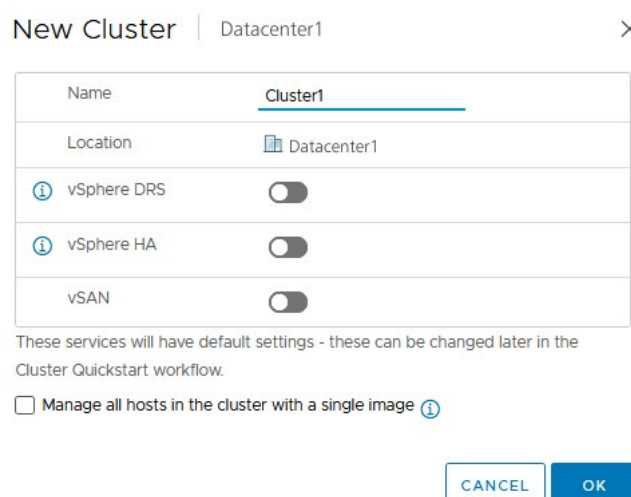 New Cluster Datacenter1
Name Cluster1
Location Datacenter1
vSphere DRS
vSphere HA
vSAN
These services will have default settings - these can be changed later in the
Cluster Quickstart workflow.
Manage all hosts in the cluster with a single image
CANCEL OK